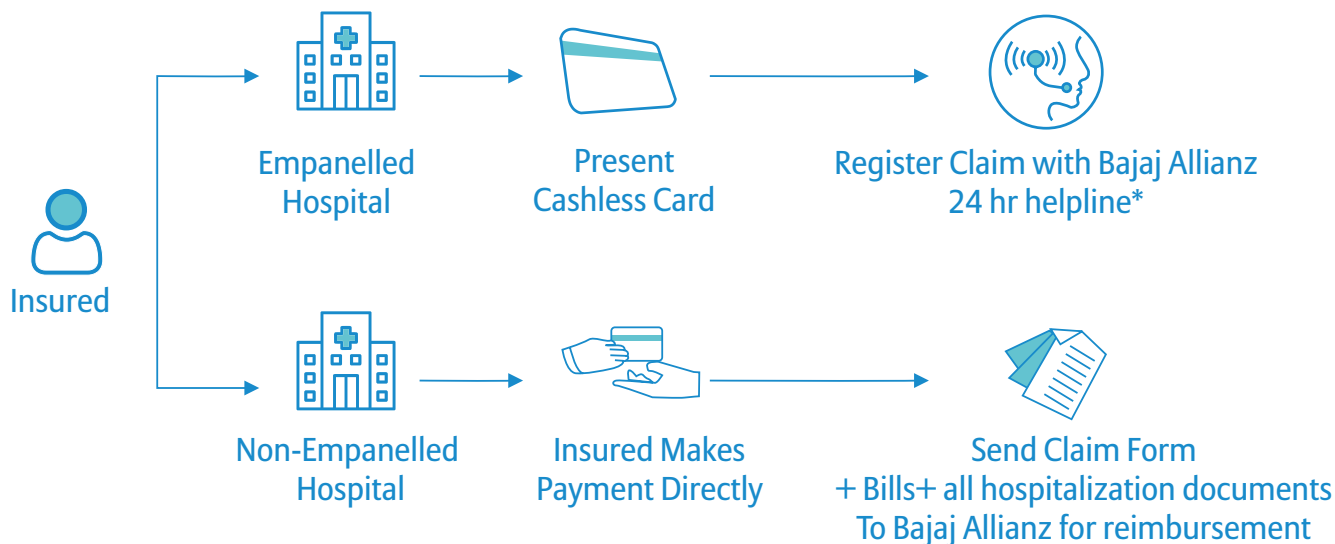 Insured
Empanelled
Hospital
Present
Cashless Card
Register Claim with Bajaj Allianz
24 hr helpline*
Non-Empanelled
Hospital
Insured Makes
Payment Directly
Send Claim Form
+ Bills+ all hospitalization documents
To Bajaj Allianz for reimbursement